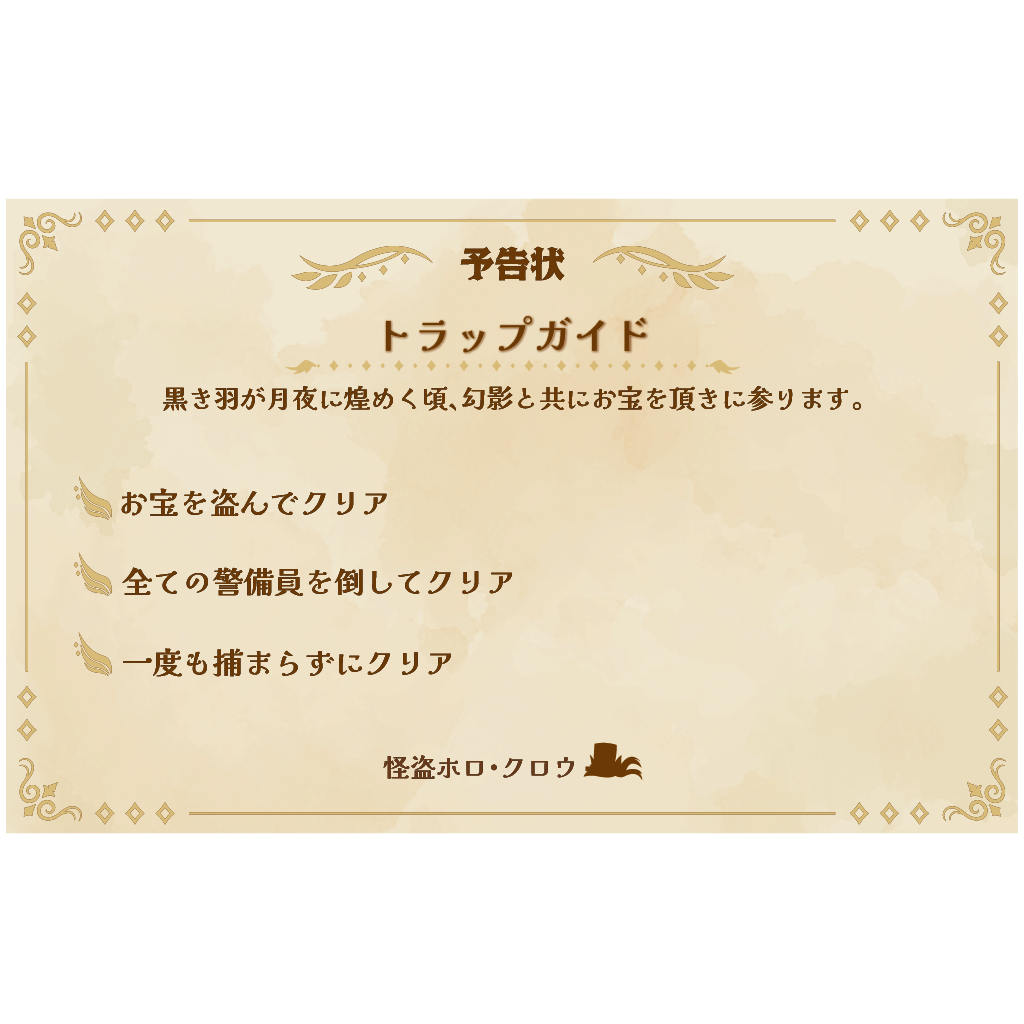 予告状
トラップガイド
黒き羽が月夜に煌めく頃、幻影と共にお宝を頂きに参ります。
お宝を盗んでクリア
全ての警備員を倒してクリア
一度も捕まらずにクリア
怪盗ホロ・クロウ